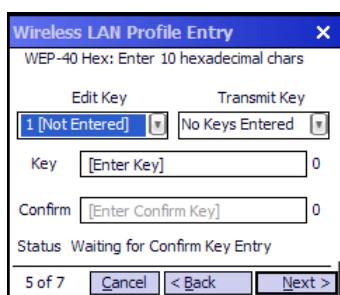 Wireless LAN Profile Entry ×
WEP-40 Hex: Enter 10 hexadecimal chars
Edit Key Transmit Key
1 [Not Entered] No Keys Entered
Key [Enter Key] 0
Confirm [Enter Confirm Key] 0
Status Waiting for Confirm Key Entry
5 of 7 Cancel < Back Next >